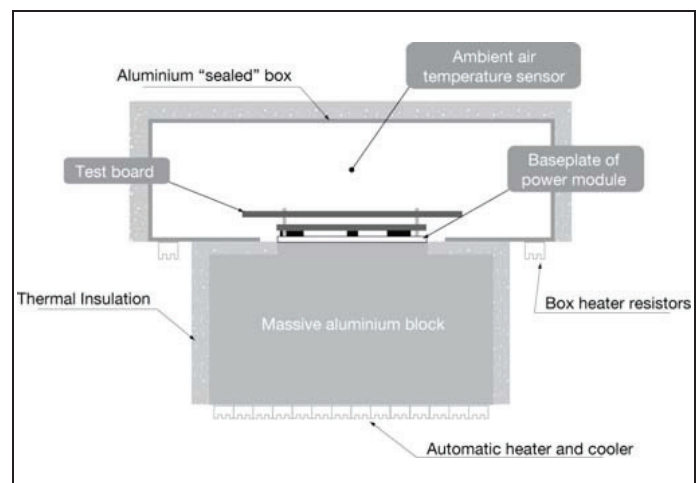 Aluminium “sealed” box
Ambient air
temperature sensor
Test board
Baseplate of
power module
Thermal Insulation
Box heater resistors
Massive aluminium block
Automatic heater and cooler